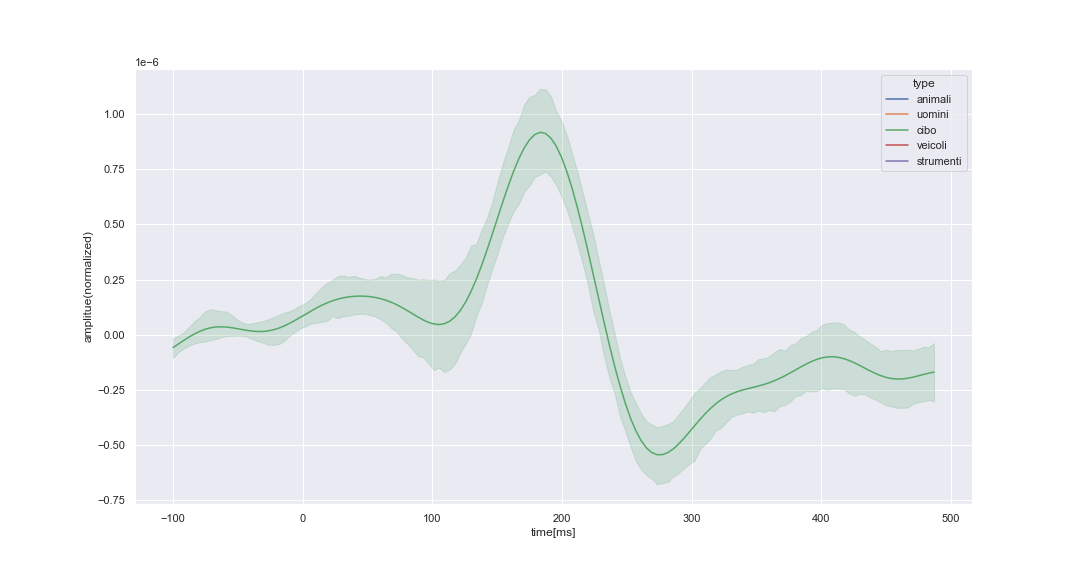 1e−6
1.00
0.75
0.50
0.25
0.00
−0.25
−0.50
−0.75
amplitue(normalized)
type
animali
uomini
cibo
veicoli
strumenti
−100
0
100
200
300
400
500
time[ms]